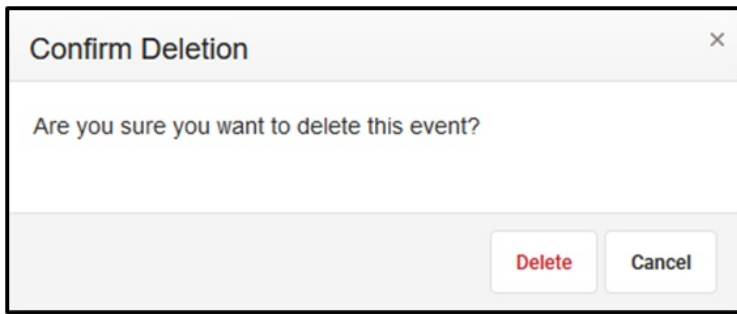 Confirm Deletion
×
Are you sure you want to delete this event?
Delete Cancel